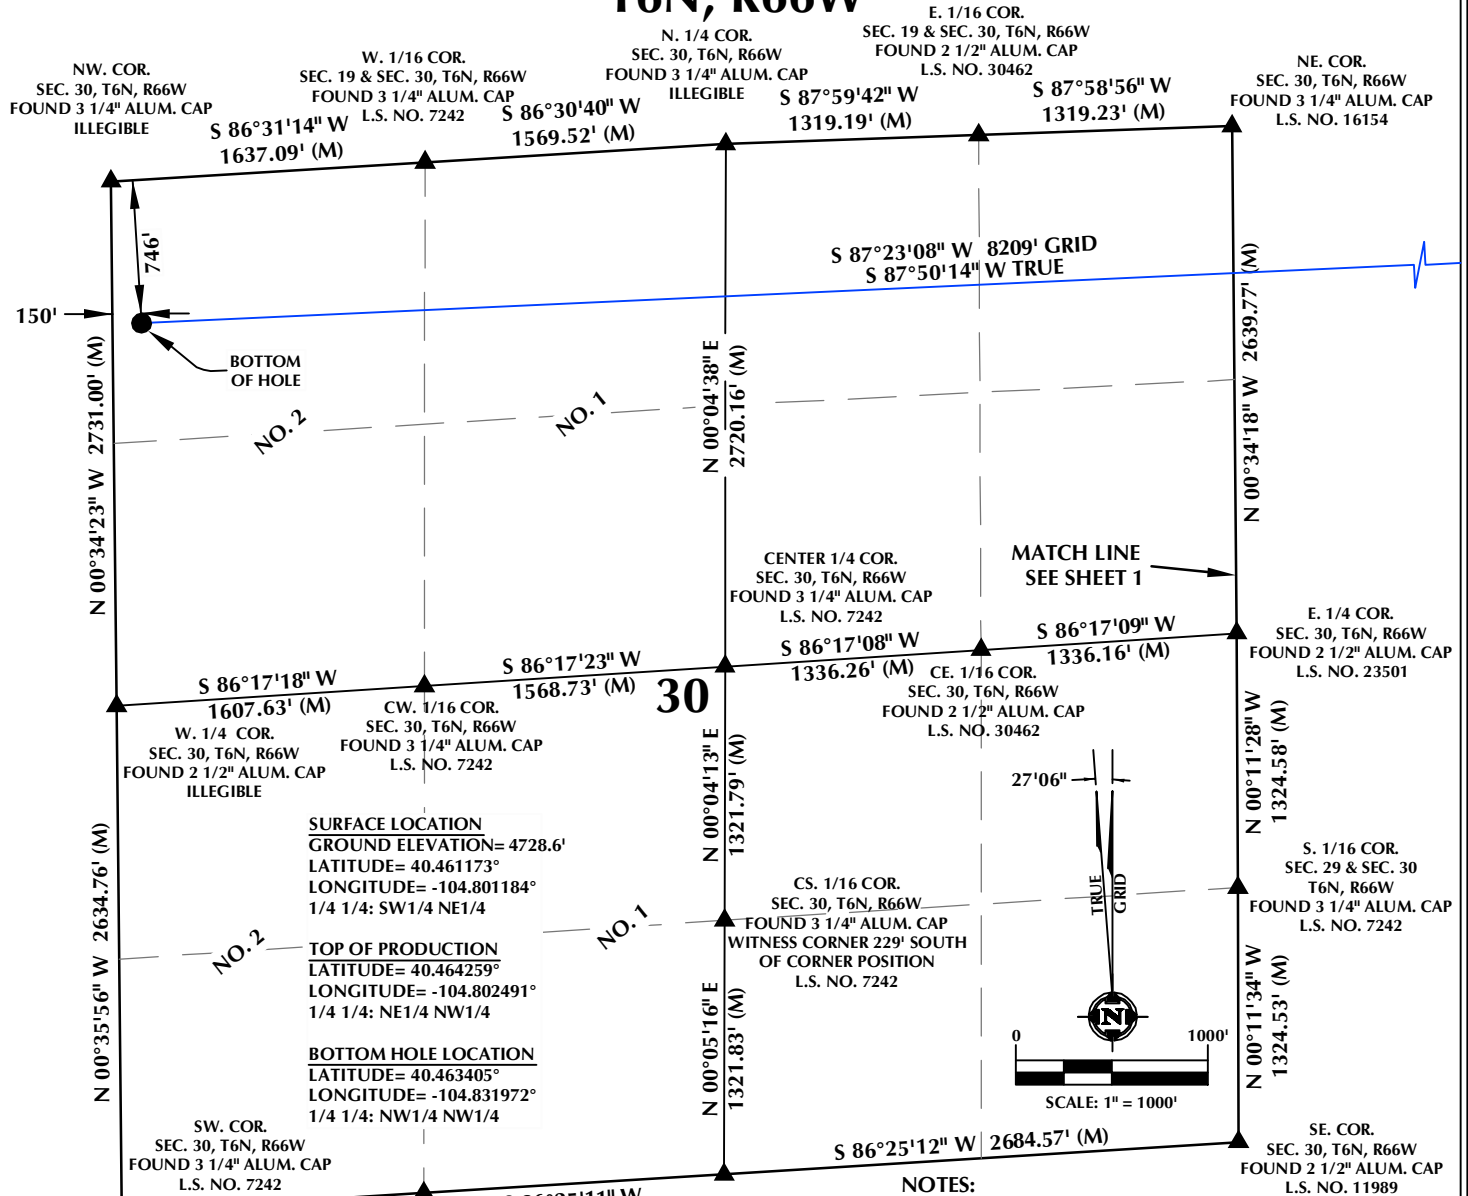 T6N, R66W
NW. COR.
SEC. 30, T6N, R66W
FOUND 3 1/4" ALUM. CAP
ILLEGIBLE
W. 1/16 COR.
SEC. 19 & SEC. 30, T6N, R66W
FOUND 3 1/4" ALUM. CAP
L.S. NO. 7242
N. 1/4 COR.
SEC. 30, T6N, R66W
FOUND 3 1/4" ALUM. CAP
ILLEGIBLE
E. 1/16 COR.
SEC. 19 & SEC. 30, T6N, R66W
FOUND 2 1/2" ALUM. CAP
L.S. NO. 30462
NE. COR.
SEC. 30, T6N, R66W
FOUND 3 1/4" ALUM. CAP
L.S. NO. 16154
S 86°31'14" W
1637.09' (M)
S 86°30'40" W
1569.52' (M)
S 87°59'42" W
1319.19' (M)
S 87°58'56" W
1319.23' (M)
746'
150'
BOTTOM
OF HOLE
S 87°23'08" W 8209' GRID
S 87°50'14" W TRUE
N 00°34'23" W 2731.00' (M)
NO. 2
NO. 1
N 00°04'38" E
2720.16' (M)
N 00°34'18" W 2639.77' (M)
MATCH LINE
SEE SHEET 1
CENTER 1/4 COR.
SEC. 30, T6N, R66W
FOUND 3 1/4" ALUM. CAP
L.S. NO. 7242
E. 1/4 COR.
SEC. 30, T6N, R66W
FOUND 2 1/2" ALUM. CAP
L.S. NO. 23501
S 86°17'18" W
1607.63' (M)
S 86°17'23" W
1568.73' (M)
S 86°17'08" W
1336.26' (M)
S 86°17'09" W
1336.16' (M)
30
W. 1/4 COR.
SEC. 30, T6N, R66W
FOUND 2 1/2" ALUM. CAP
ILLEGIBLE
CW. 1/16 COR.
SEC. 30, T6N, R66W
FOUND 3 1/4" ALUM. CAP
L.S. NO. 7242
CE. 1/16 COR.
SEC. 30, T6N, R66W
FOUND 2 1/2" ALUM. CAP
L.S. NO. 30462
N 00°04'13" E
1321.79' (M)
N 00°11'28" W
1324.58' (M)
27'06"
TRUE
GRID
N
0 1000'
SCALE: 1" = 1000'
N 00°35'56" W 2634.76' (M)
SURFACE LOCATION
GROUND ELEVATION= 4728.6'
LATITUDE= 40.461173°
LONGITUDE= -104.801184°
1/4 1/4: SW1/4 NE1/4
TOP OF PRODUCTION
LATITUDE= 40.464259°
LONGITUDE= -104.802491°
1/4 1/4: NE1/4 NW1/4
BOTTOM HOLE LOCATION
LATITUDE= 40.463405°
LONGITUDE= -104.831972°
1/4 1/4: NW1/4 NW1/4
NO. 2
NO. 1
CS. 1/16 COR.
SEC. 30, T6N, R66W
FOUND 3 1/4" ALUM. CAP
WITNESS CORNER 229' SOUTH
OF CORNER POSITION
L.S. NO. 7242
S. 1/16 COR.
SEC. 29 & SEC. 30
T6N, R66W
FOUND 3 1/4" ALUM. CAP
L.S. NO. 7242
N 00°05'16" E
1321.83' (M)
N 00°11'34" W
1324.53' (M)
SW. COR.
SEC. 30, T6N, R66W
FOUND 3 1/4" ALUM. CAP
L.S. NO. 7242
S 86°25'12" W 2684.57' (M)
SE. COR.
SEC. 30, T6N, R66W
FOUND 2 1/2" ALUM. CAP
L.S. NO. 11989
NOTES: